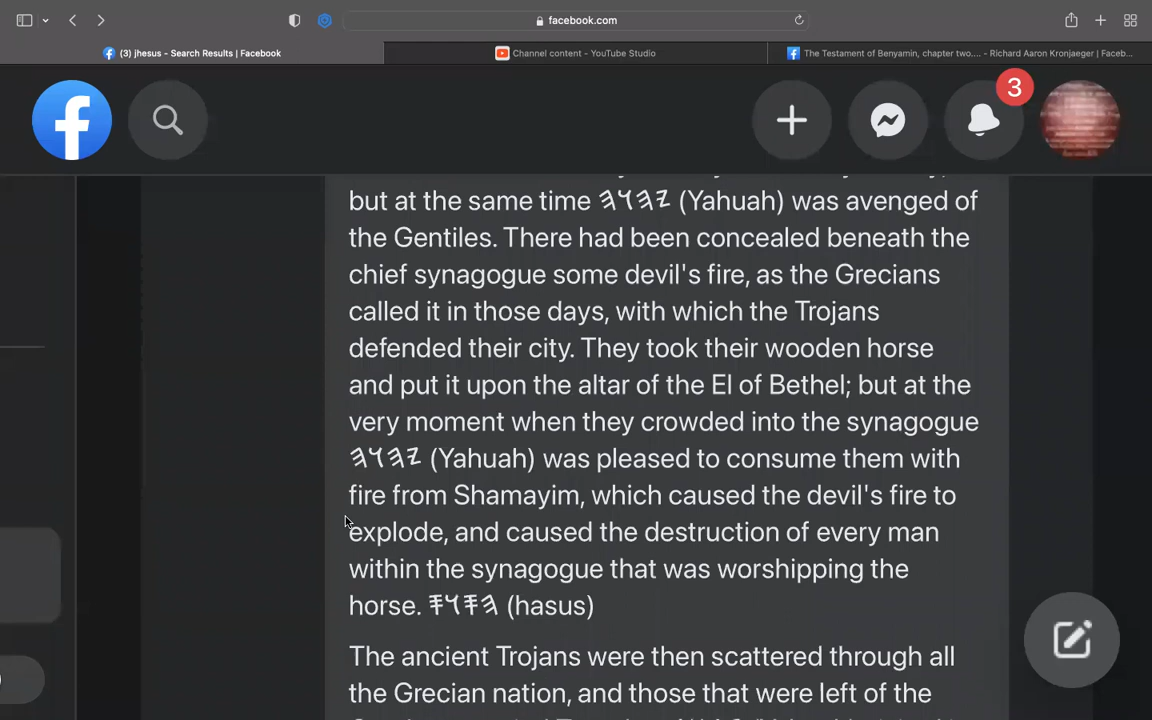 facebook.com
(3) jhesus - Search Results | Facebook
Channel content - YouTube Studio
The Testament of Benyamin, chapter two.... - Richard Aaron Kronjaeger | Faceb...
3
but at the same time 𐤄𐤅𐤄𐤉 (Yahuah) was avenged of
the Gentiles. There had been concealed beneath the
chief synagogue some devil's fire, as the Grecians
called it in those days, with which the Trojans
defended their city. They took their wooden horse
and put it upon the altar of the El of Bethel; but at the
very moment when they crowded into the synagogue
𐤄𐤅𐤄𐤉 (Yahuah) was pleased to consume them with
fire from Shamayim, which caused the devil's fire to
explode, and caused the destruction of every man
within the synagogue that was worshipping the
horse. 𐤎𐤅𐤎𐤄 (hasus)
The ancient Trojans were then scattered through all
the Grecian nation, and those that were left of the